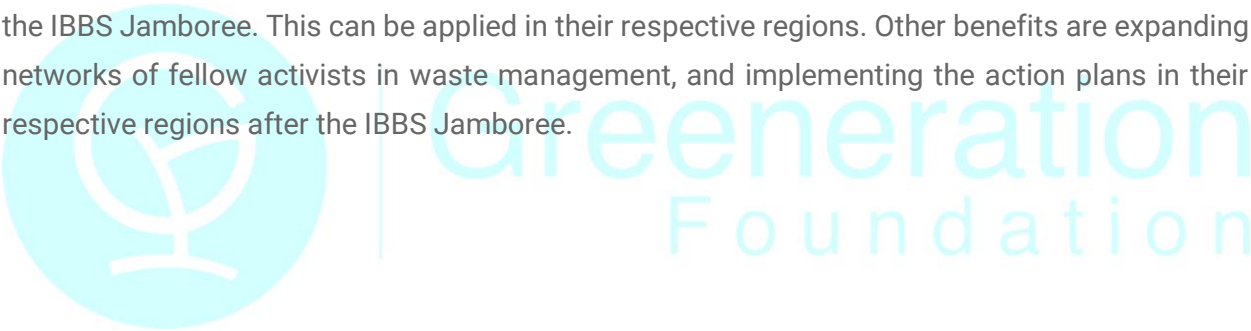 the IBBS Jamboree. This can be applied in their respective regions. Other benefits are expanding
networks of fellow activists in waste management, and implementing the action plans in their
respective regions after the IBBS Jamboree.
Greeneration
Foundation